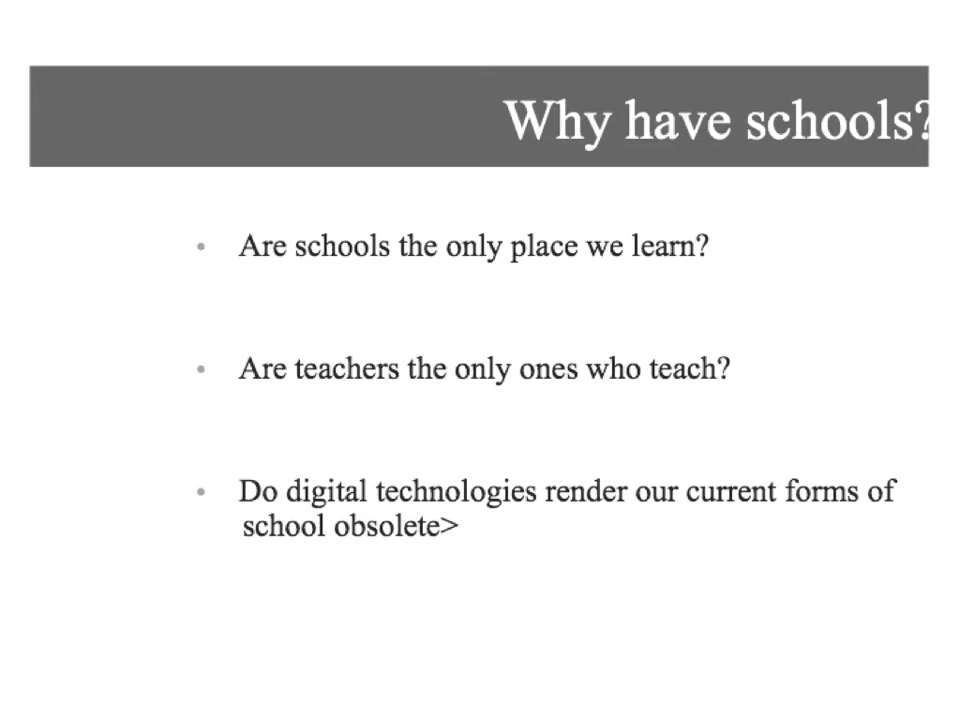 Why have schools?
• Are schools the only place we learn?
• Are teachers the only ones who teach?
• Do digital technologies render our current forms of
school obsolete>